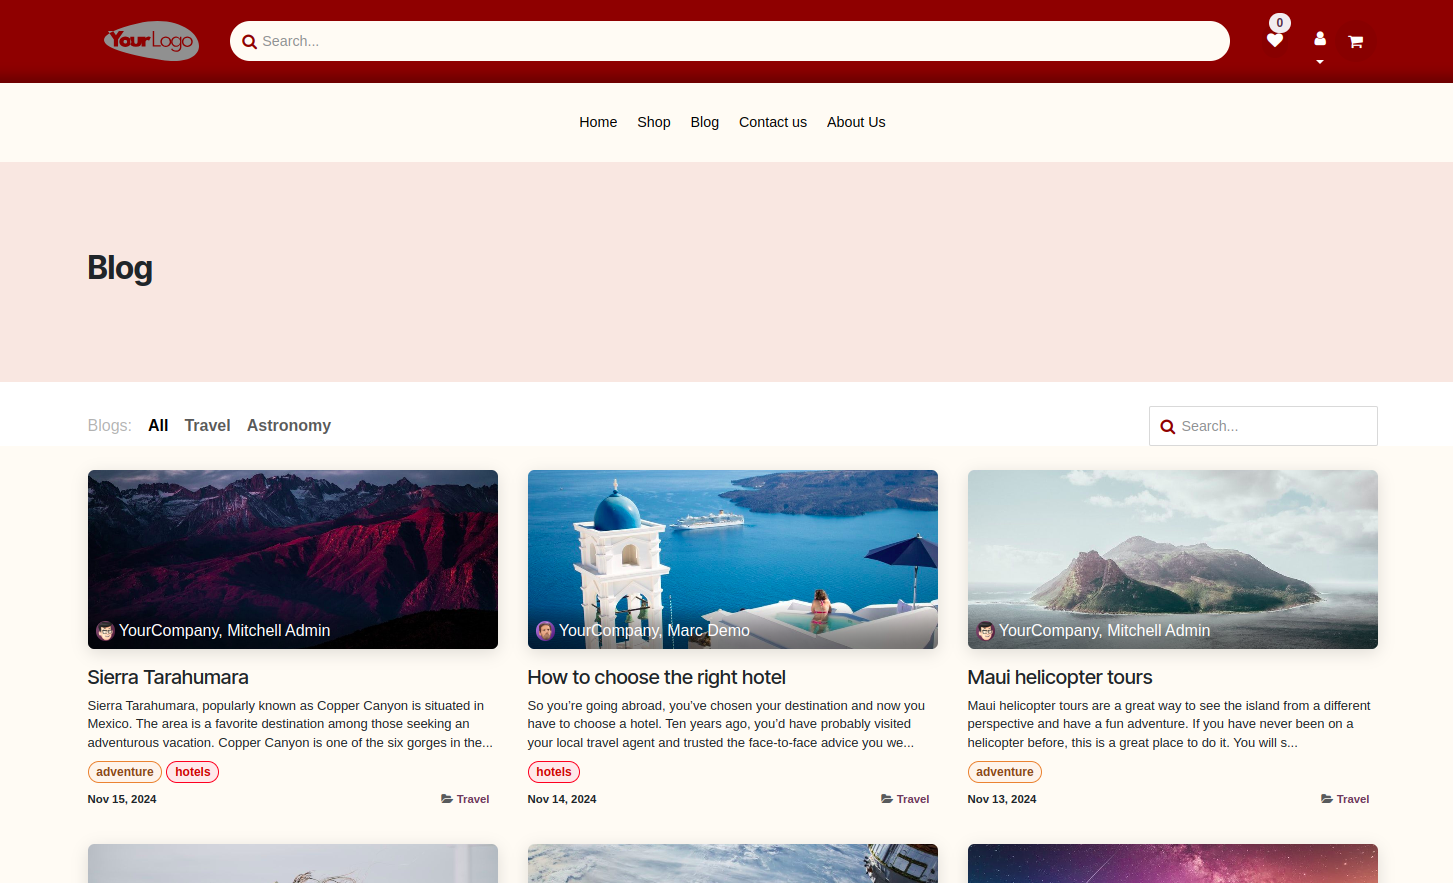 YourLogo
Search...
0
Home Shop Blog Contact us About Us
Blog
Blogs: All Travel Astronomy
Search...
YourCompany, Mitchell Admin
Sierra Tarahumara
Sierra Tarahumara, popularly known as Copper Canyon is situated in
Mexico. The area is a favorite destination among those seeking an
adventurous vacation. Copper Canyon is one of the six gorges in the...
adventure hotels
Nov 15, 2024 Travel
YourCompany, Marc Demo
How to choose the right hotel
So you’re going abroad, you’ve chosen your destination and now you
have to choose a hotel. Ten years ago, you’d have probably visited
your local travel agent and trusted the face-to-face advice you we...
hotels
Nov 14, 2024 Travel
YourCompany, Mitchell Admin
Maui helicopter tours
Maui helicopter tours are a great way to see the island from a different
perspective and have a fun adventure. If you have never been on a
helicopter before, this is a great place to do it. You will s...
adventure
Nov 13, 2024 Travel